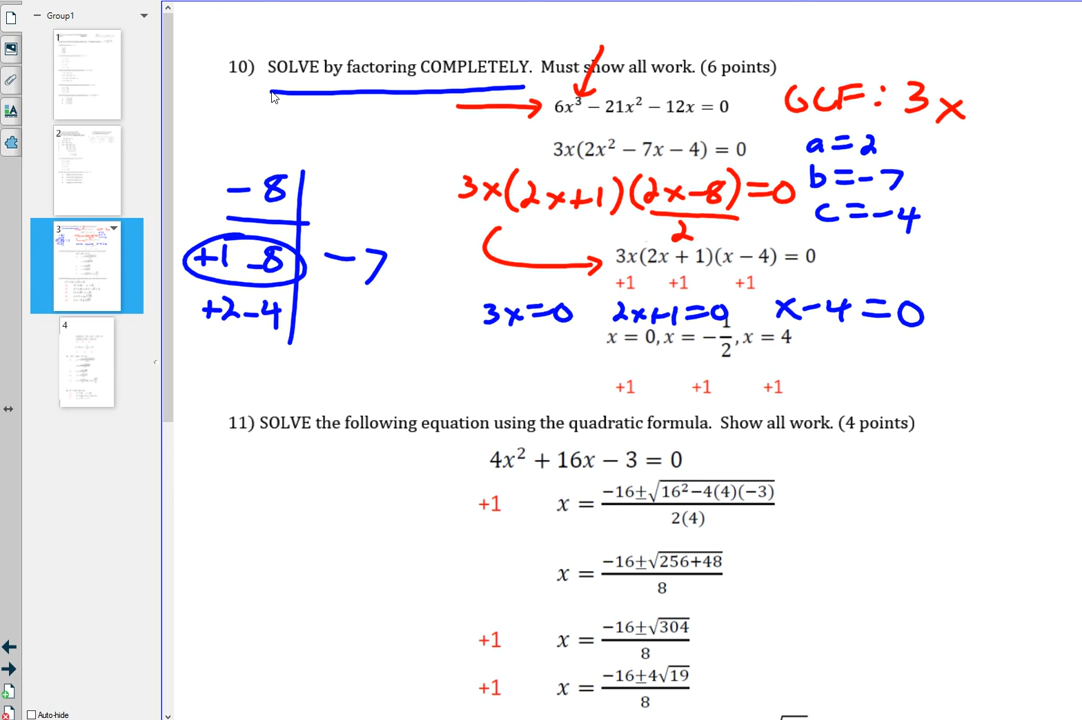 Group1
1
2
3
4
Auto-hide
10) SOLVE by factoring COMPLETELY. Must show all work. (6 points)
6x³ − 21x² − 12x = 0
GCF: 3x
3x(2x² − 7x − 4) = 0
a=2
b=-7
c=-4
-8
3x(2x+1)(2x-8)=0
2
+1 -8 -7
3x(2x + 1)(x − 4) = 0
+1 +1 +1
+2 -4
3x=0 2x+1=0 x-4=0
x = 0, x = −1/2, x = 4
+1 +1 +1
11) SOLVE the following equation using the quadratic formula. Show all work. (4 points)
4x² + 16x − 3 = 0
+1 x = (−16±√(16²−4(4)(−3)))/(2(4))
x = (−16±√(256+48))/8
+1 x = (−16±√304)/8
+1 x = (−16±4√19)/8